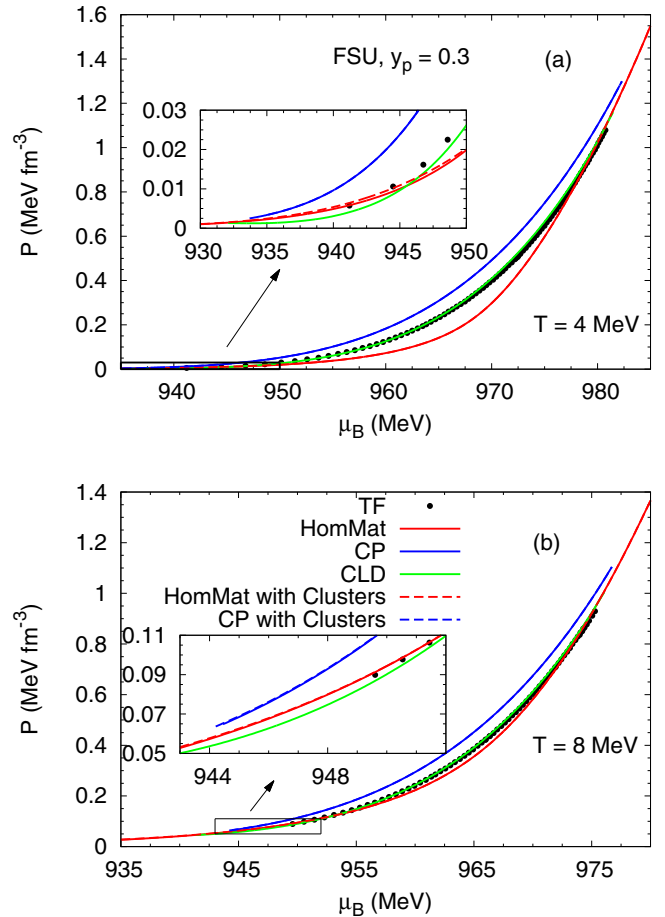 FSU, y_p = 0.3
(a)
P (MeV fm⁻³)
1.6
1.4
1.2
1
0.8
0.6
0.4
0.2
0
0.03
0.02
0.01
0
930 935 940 945 950
T = 4 MeV
940 950 960 970 980
μ_B (MeV)
P (MeV fm⁻³)
1.4
1.2
1
0.8
0.6
0.4
0.2
0
TF
HomMat
CP
CLD
HomMat with Clusters
CP with Clusters
(b)
0.11
0.09
0.07
0.05
944 948
T = 8 MeV
935 945 955 965 975
μ_B (MeV)